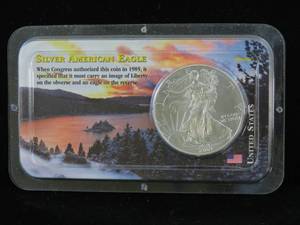 SILVER AMERICAN EAGLE
When Congress authorized this coin in 1985, it
specified that it must carry an image of Liberty
on the obverse and an eagle on the reverse.
UNITED STATES